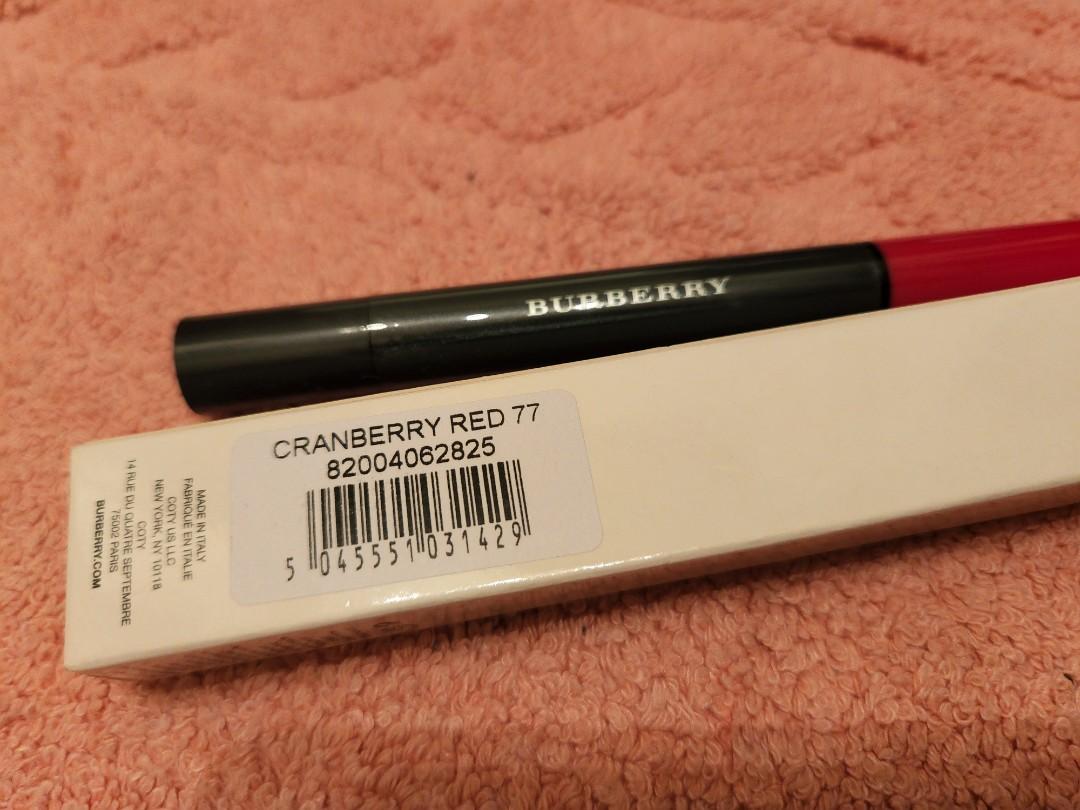 BURBERRY
CRANBERRY RED 77
82004062825
5 045551 031429
MADE IN ITALY
FABRIQUÉ EN ITALIE
COTY US LLC
NEW YORK, NY 10118
COTY
14 RUE DU QUATRE SEPTEMBRE
75002 PARIS
BURBERRY.COM